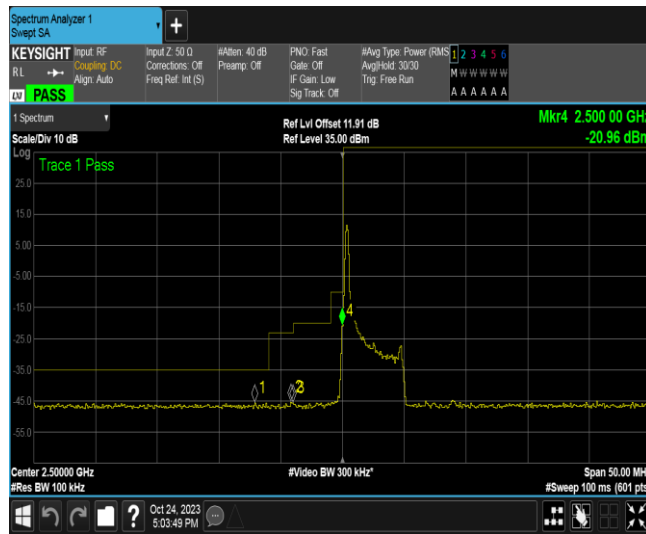 Spectrum Analyzer 1
Swept SA
+
KEYSIGHT
RL
LXI PASS
Input: RF
Coupling: DC
Align: Auto
Input Z: 50 Ω
Corrections: Off
Freq Ref: Int (S)
#Atten: 40 dB
Preamp: Off
PNO: Fast
Gate: Off
IF Gain: Low
Sig Track: Off
#Avg Type: Power (RMS
Avg|Hold: 30/30
Trig: Free Run
1 2 3 4 5 6
M W W W W W
A A A A A A
1 Spectrum
Scale/Div 10 dB
Ref Lvl Offset 11.91 dB
Ref Level 35.00 dBm
Mkr4 2.500 00 GHz
-20.96 dBm
Log
Trace 1 Pass
25.0
15.0
5.00
-5.00
-15.0
-25.0
-35.0
-45.0
-55.0
1
4
Center 2.50000 GHz
#Res BW 100 kHz
#Video BW 300 kHz*
Span 50.00 MH
#Sweep 100 ms (601 pts
?
Oct 24, 2023
5:03:49 PM